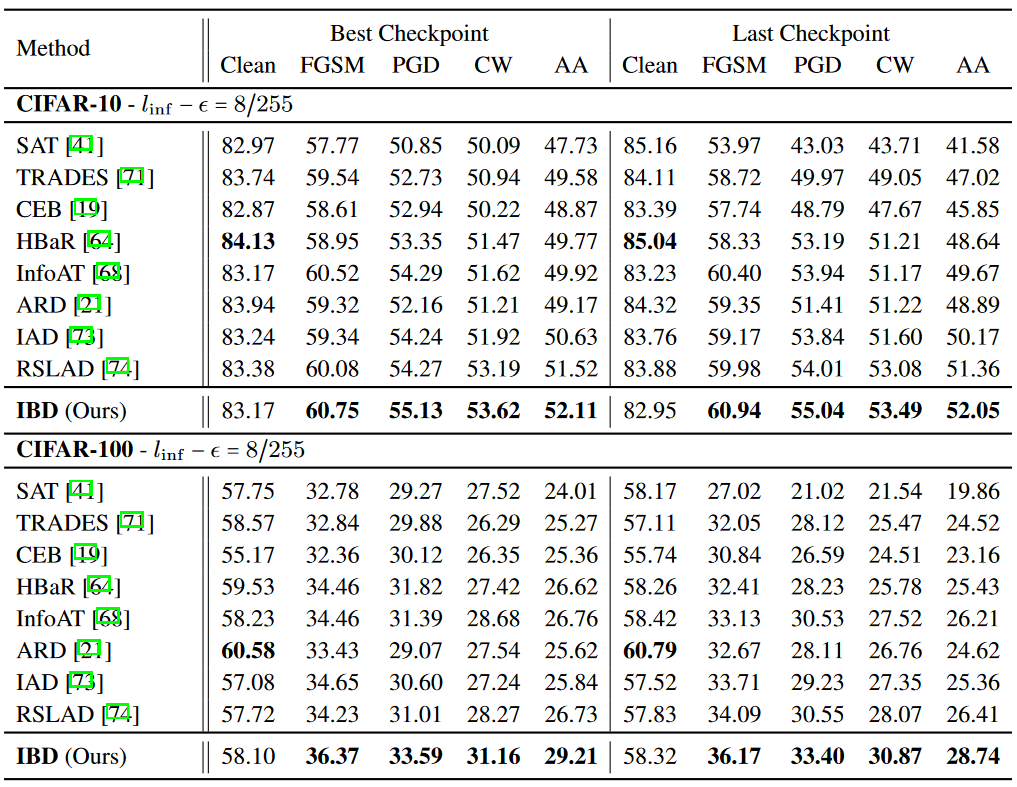 Method Best Checkpoint Last Checkpoint
Clean FGSM PGD CW AA Clean FGSM PGD CW AA
CIFAR-10 - l_inf − ϵ = 8/255
SAT [41] 82.97 57.77 50.85 50.09 47.73 85.16 53.97 43.03 43.71 41.58
TRADES [71] 83.74 59.54 52.73 50.94 49.58 84.11 58.72 49.97 49.05 47.02
CEB [19] 82.87 58.61 52.94 50.22 48.87 83.39 57.74 48.79 47.67 45.85
HBaR [64] 84.13 58.95 53.35 51.47 49.77 85.04 58.33 53.19 51.21 48.64
InfoAT [68] 83.17 60.52 54.29 51.62 49.92 83.23 60.40 53.94 51.17 49.67
ARD [21] 83.94 59.32 52.16 51.21 49.17 84.32 59.35 51.41 51.22 48.89
IAD [73] 83.24 59.34 54.24 51.92 50.63 83.76 59.17 53.84 51.60 50.17
RSLAD [74] 83.38 60.08 54.27 53.19 51.52 83.88 59.98 54.01 53.08 51.36
IBD (Ours) 83.17 60.75 55.13 53.62 52.11 82.95 60.94 55.04 53.49 52.05
CIFAR-100 - l_inf − ϵ = 8/255
SAT [41] 57.75 32.78 29.27 27.52 24.01 58.17 27.02 21.02 21.54 19.86
TRADES [71] 58.57 32.84 29.88 26.29 25.27 57.11 32.05 28.12 25.47 24.52
CEB [19] 55.17 32.36 30.12 26.35 25.36 55.74 30.84 26.59 24.51 23.16
HBaR [64] 59.53 34.46 31.82 27.42 26.62 58.26 32.41 28.23 25.78 25.43
InfoAT [68] 58.23 34.46 31.39 28.68 26.76 58.42 33.13 30.53 27.52 26.21
ARD [21] 60.58 33.43 29.07 27.54 25.62 60.79 32.67 28.11 26.76 24.62
IAD [73] 57.08 34.65 30.60 27.24 25.84 57.52 33.71 29.23 27.35 25.36
RSLAD [74] 57.72 34.23 31.01 28.27 26.73 57.83 34.09 30.55 28.07 26.41
IBD (Ours) 58.10 36.37 33.59 31.16 29.21 58.32 36.17 33.40 30.87 28.74